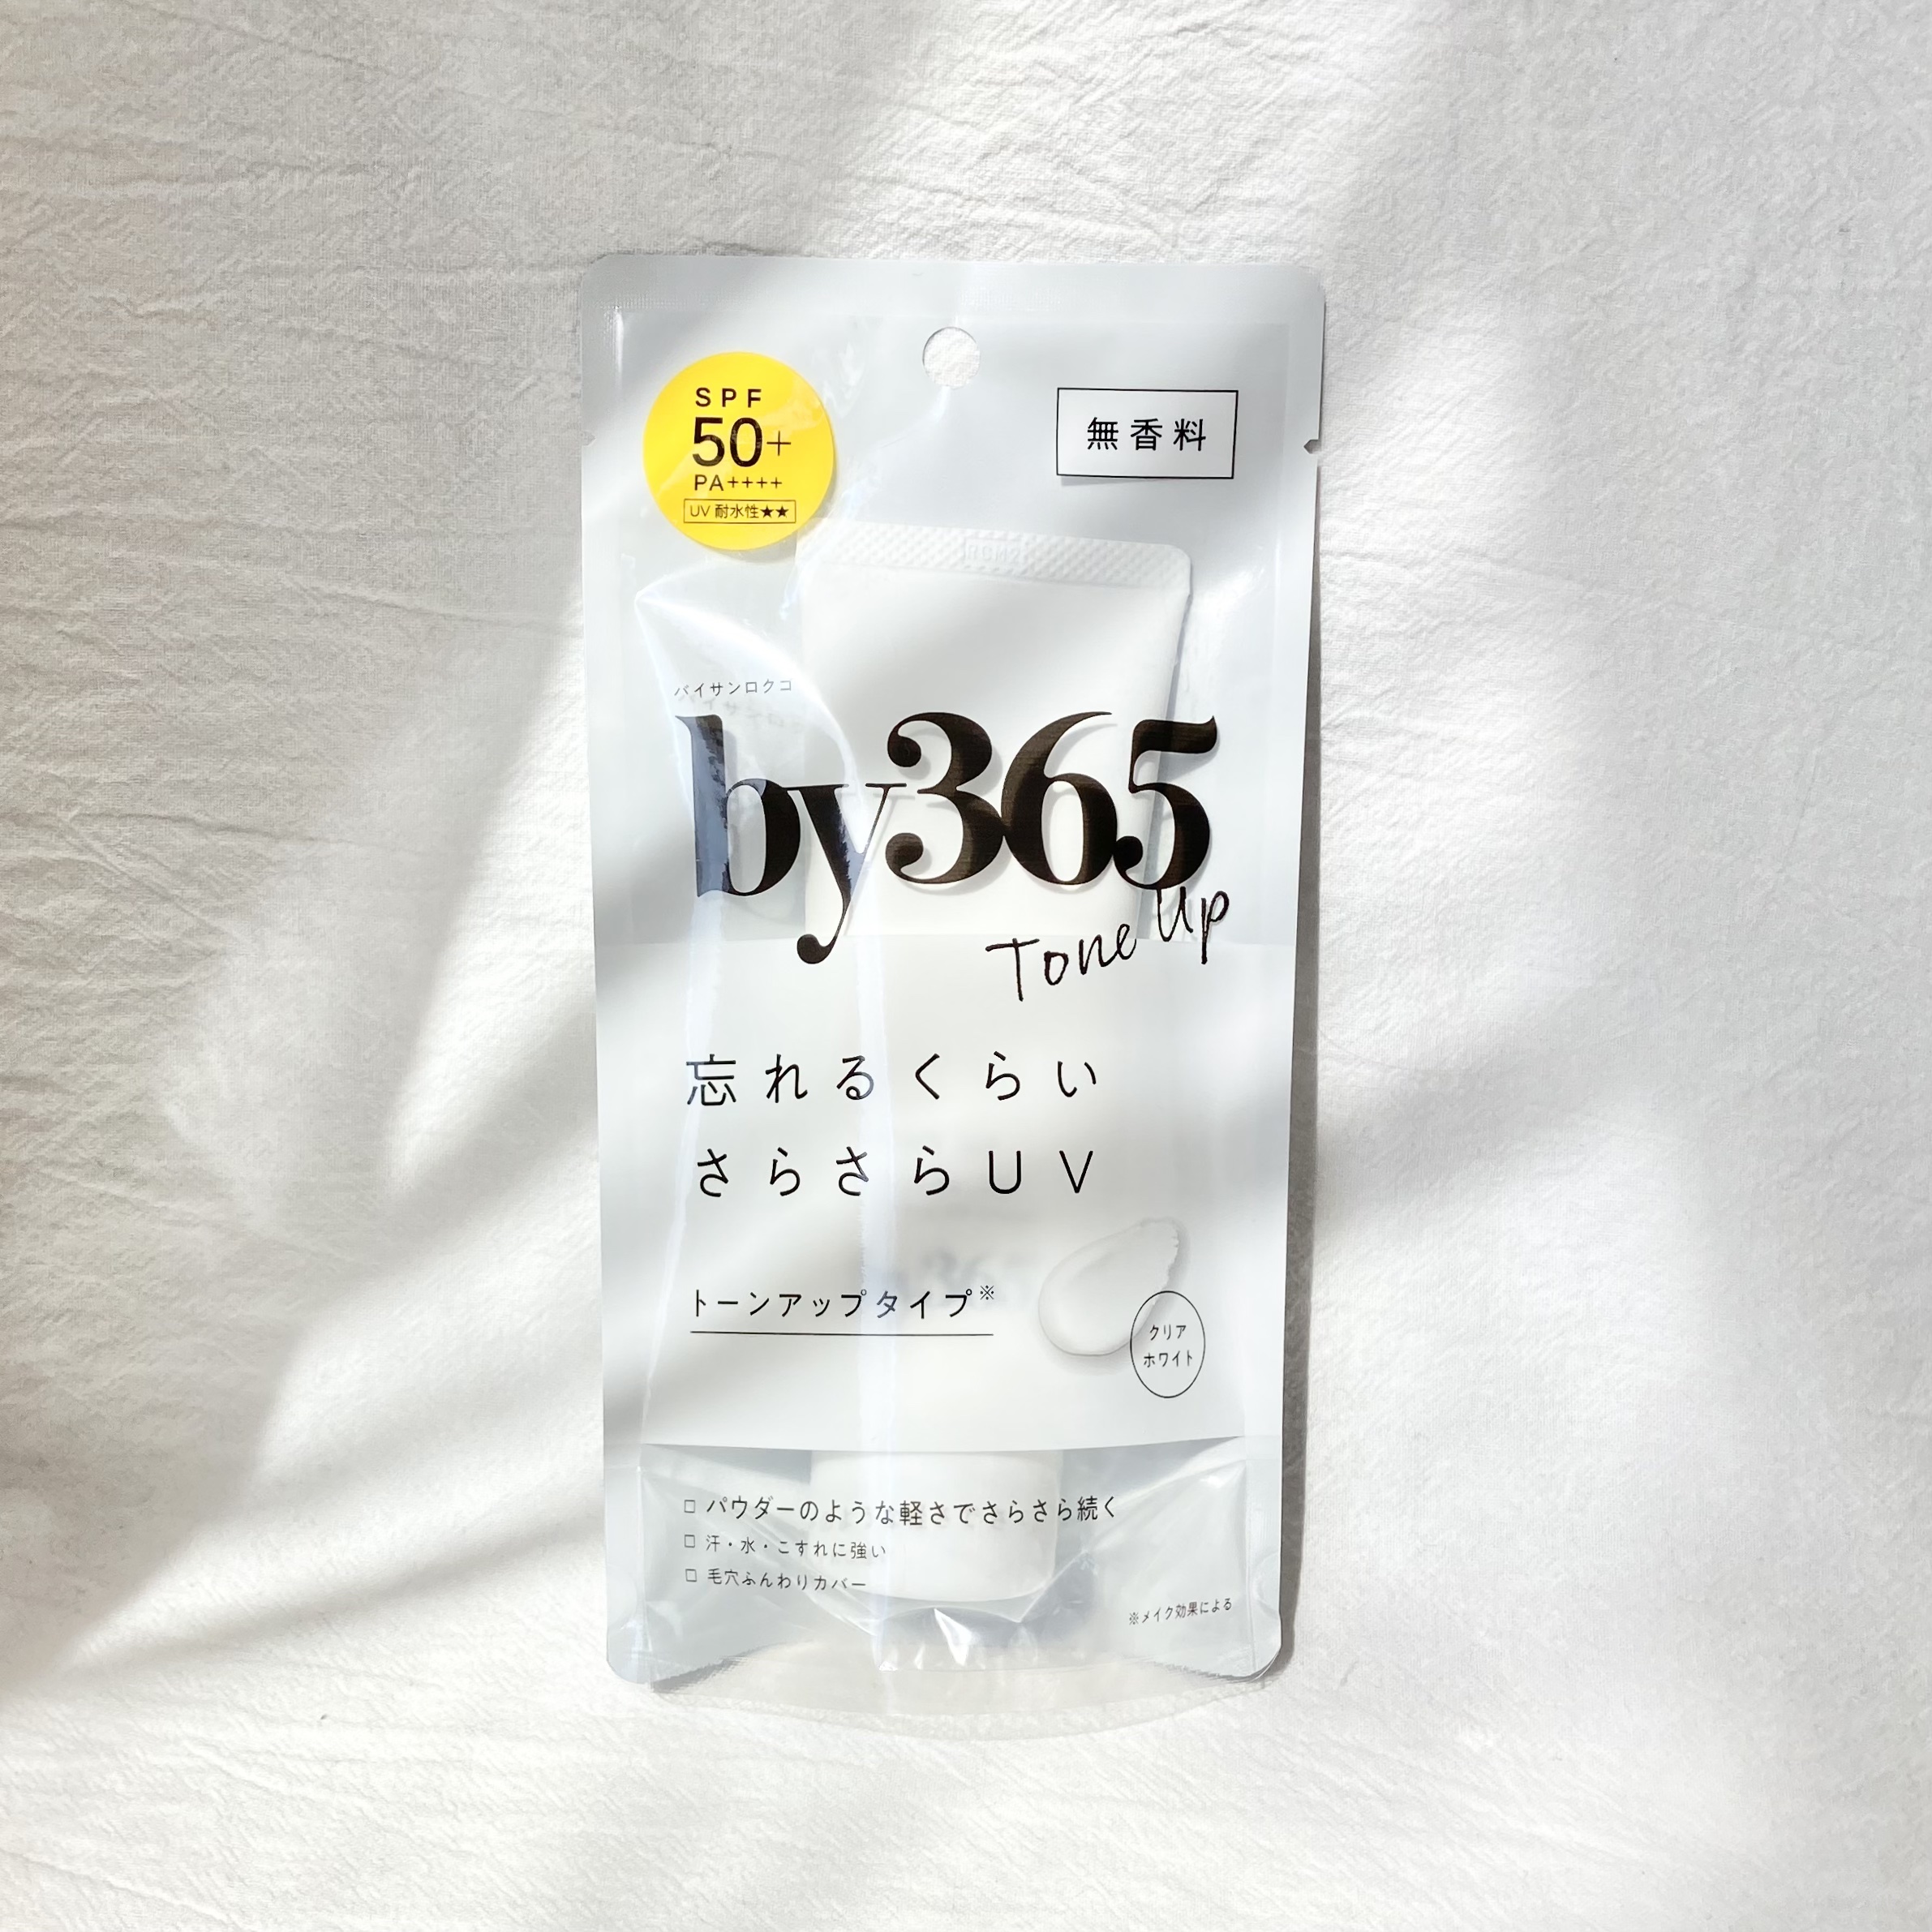 SPF
50+
PA++++
UV 耐水性★★
無香料
バイサンロクゴ
by365
Tone Up
忘れるくらい
さらさらUV
トーンアップタイプ※
クリア
ホワイト
□ パウダーのような軽さでさらさら続く
□ 汗・水・こすれに強い
□ 毛穴ふんわりカバー
※メイク効果による